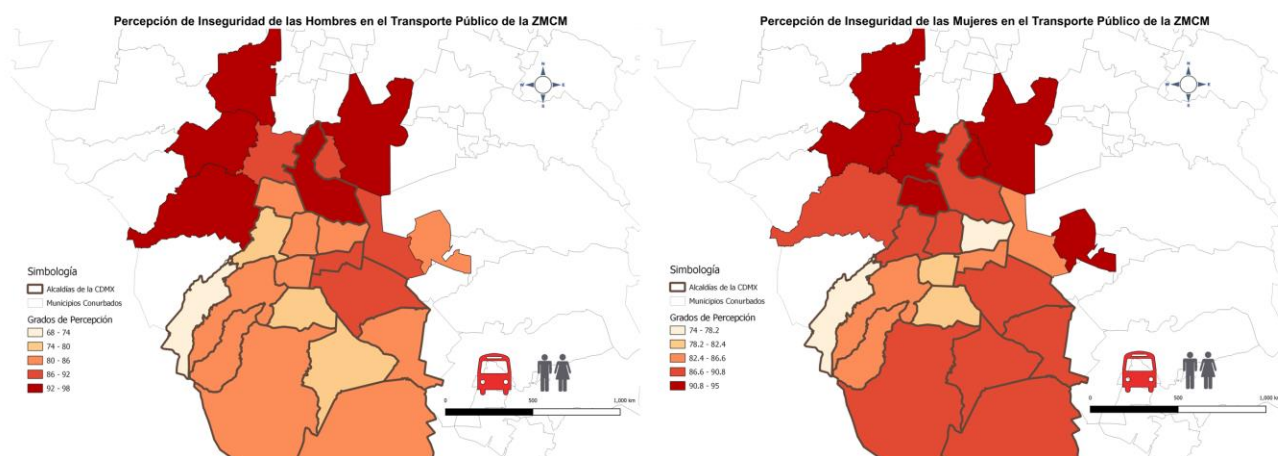 Percepción de Inseguridad de las Hombres en el Transporte Público de la ZMCM
Simbología
Alcaldías de la CDMX
Municipios Conurbados
Grados de Percepción
68 - 74
74 - 80
80 - 86
86 - 92
92 - 98
0 500 1,000 km
Percepción de Inseguridad de las Mujeres en el Transporte Público de la ZMCM
Simbología
Alcaldías de la CDMX
Municipios Conurbados
Grados de Percepción
74 - 78.2
78.2 - 82.4
82.4 - 86.6
86.6 - 90.8
90.8 - 95
0 500 1,000 km